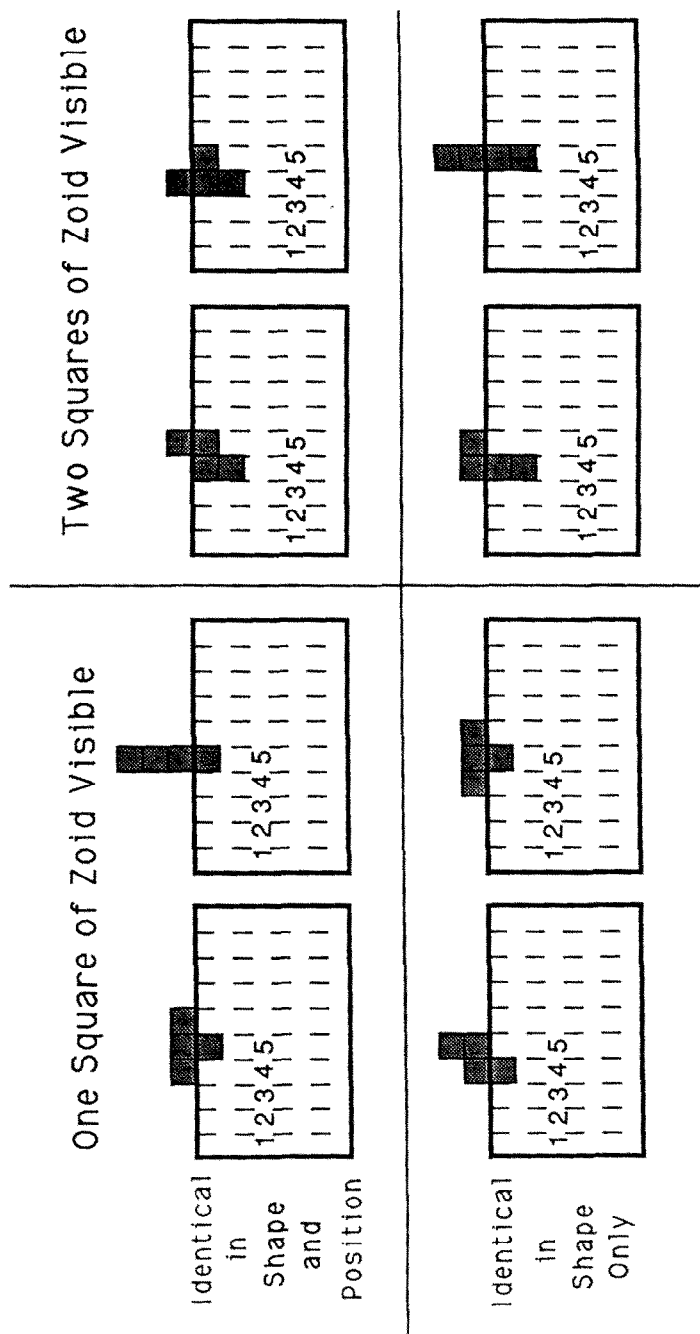 One Square of Zoid Visible
Two Squares of Zoid Visible
Identical
in
Shape
and
Position
1 2 3 4 5
1 2 3 4 5
1 2 3 4 5
1 2 3 4 5
Identical
in
Shape
Only
1 2 3 4 5
1 2 3 4 5
1 2 3 4 5
1 2 3 4 5